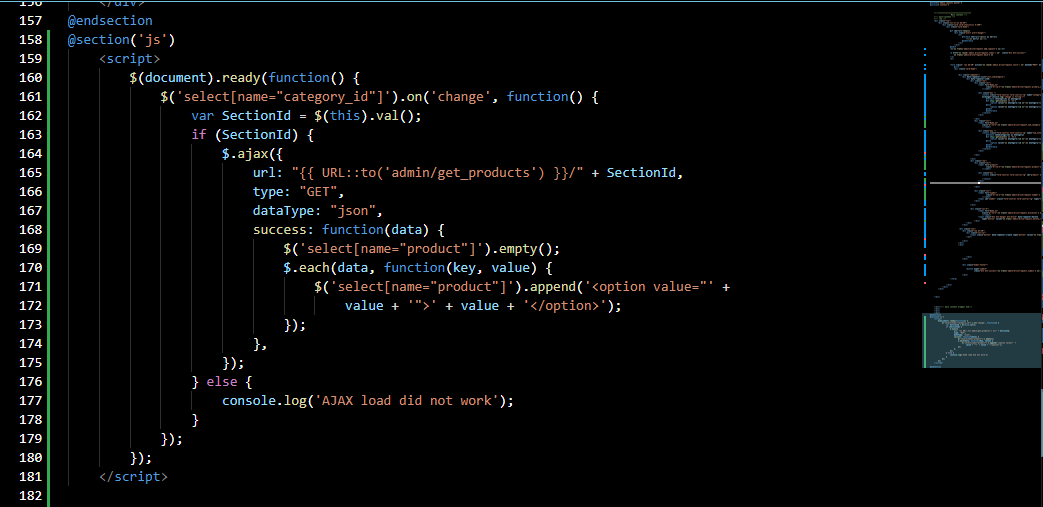 156 </div>
157 @endsection
158 @section('js')
159 <script>
160 $(document).ready(function() {
161 $('select[name="category_id"]').on('change', function() {
162 var SectionId = $(this).val();
163 if (SectionId) {
164 $.ajax({
165 url: "{{ URL::to('admin/get_products') }}/" + SectionId,
166 type: "GET",
167 dataType: "json",
168 success: function(data) {
169 $('select[name="product"]').empty();
170 $.each(data, function(key, value) {
171 $('select[name="product"]').append('<option value="' +
172 value + '">' + value + '</option>');
173 });
174 },
175 });
176 } else {
177 console.log('AJAX load did not work');
178 }
179 });
180 });
181 </script>
182